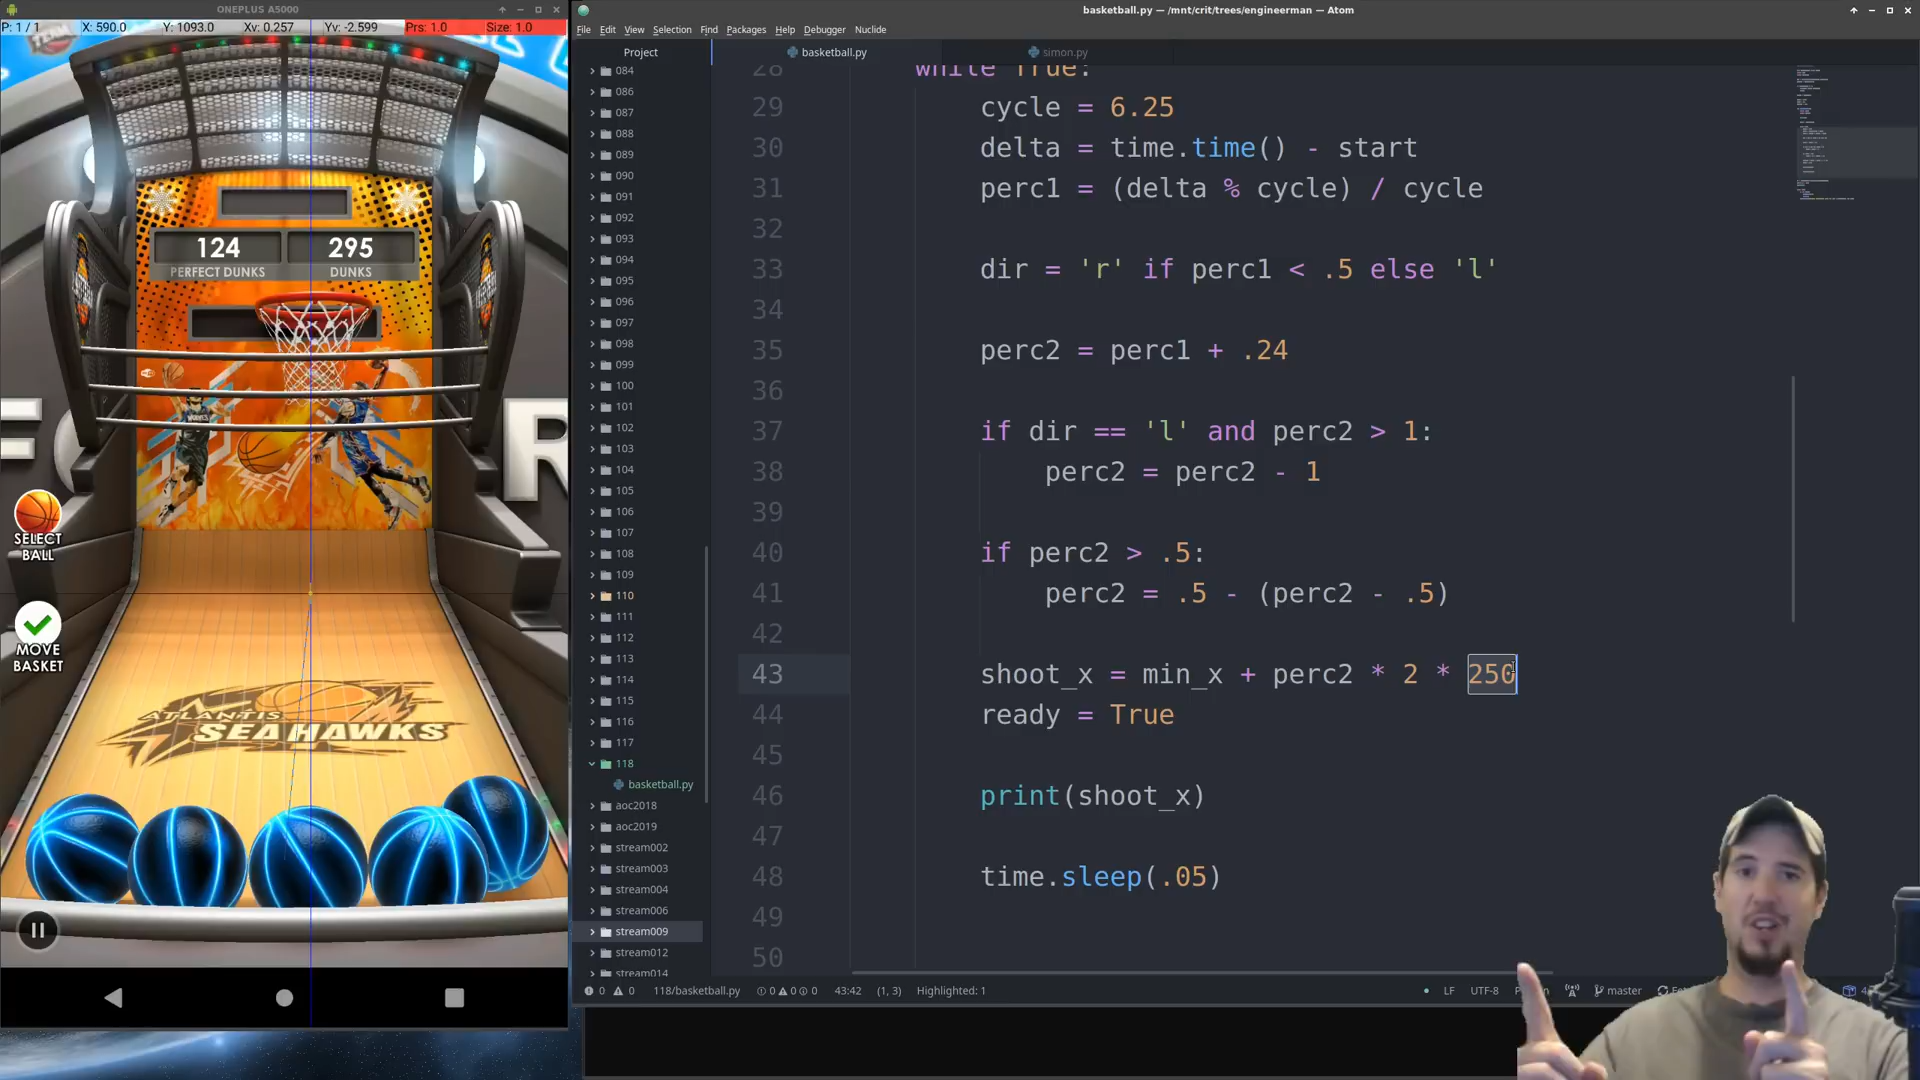 ONEPLUS A5000
P: 1 / 1 X: 590.0 Y: 1093.0 Xv: 0.257 Yv: -2.599 Prs: 1.0 Size: 1.0
124
PERFECT DUNKS
295
DUNKS
SELECT
BALL
MOVE
BASKET
R
ATLANTIS
SEAHAWKS
basketball.py — /mnt/crit/trees/engineerman — Atom
File Edit View Selection Find Packages Help Debugger Nuclide
Project
basketball.py
simon.py
084
086
087
088
089
090
091
092
093
094
095
096
097
098
099
100
101
102
103
104
105
106
107
108
109
110
111
112
113
114
115
116
117
118
basketball.py
aoc2018
aoc2019
stream002
stream003
stream004
stream006
stream009
stream012
stream014
28 while True:
29 cycle = 6.25
30 delta = time.time() - start
31 perc1 = (delta % cycle) / cycle
32
33 dir = 'r' if perc1 < .5 else 'l'
34
35 perc2 = perc1 + .24
36
37 if dir == 'l' and perc2 > 1:
38 perc2 = perc2 - 1
39
40 if perc2 > .5:
41 perc2 = .5 - (perc2 - .5)
42
43 shoot_x = min_x + perc2 * 2 * 250
44 ready = True
45
46 print(shoot_x)
47
48 time.sleep(.05)
49
50
0 0 118/basketball.py 0 0 0 43:42 (1, 3) Highlighted: 1 LF UTF-8 master